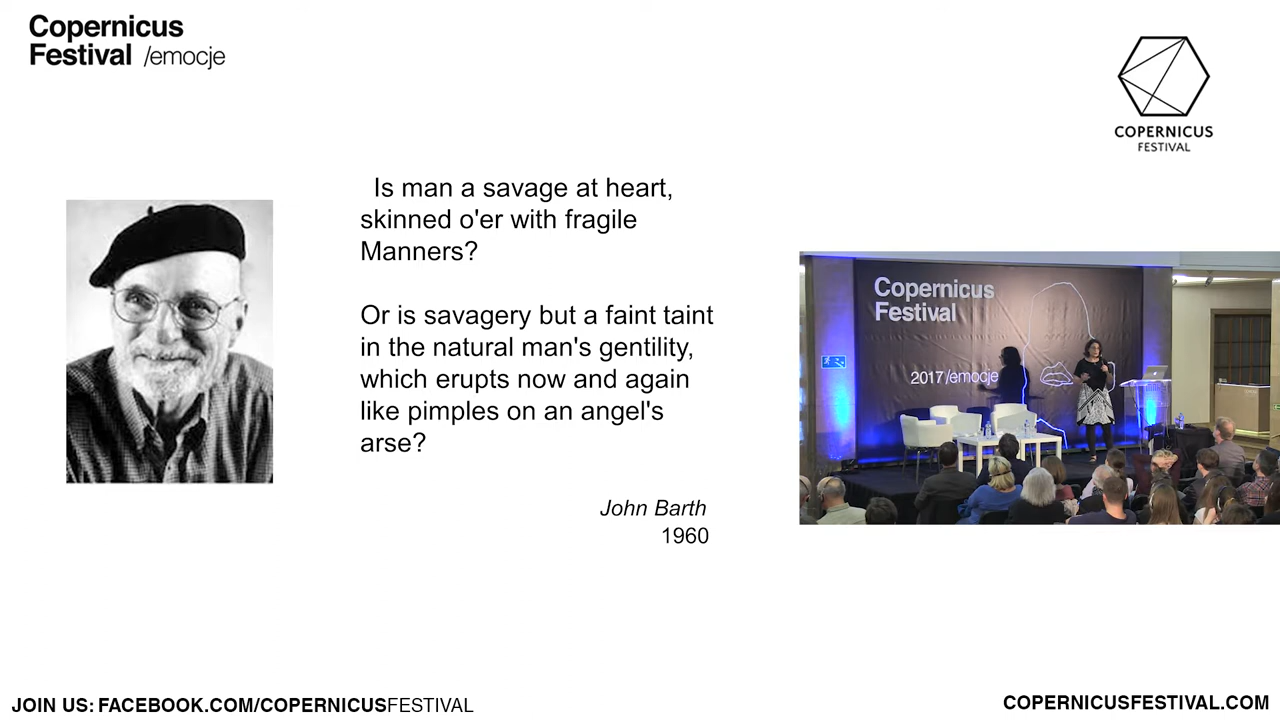 Copernicus
Festival /emocje
COPERNICUS
FESTIVAL
Is man a savage at heart,
skinned o'er with fragile
Manners?
Or is savagery but a faint taint
in the natural man's gentility,
which erupts now and again
like pimples on an angel's
arse?
John Barth
1960
Copernicus
Festival
2017/emocje
JOIN US: FACEBOOK.COM/COPERNICUSFESTIVAL
COPERNICUSFESTIVAL.COM